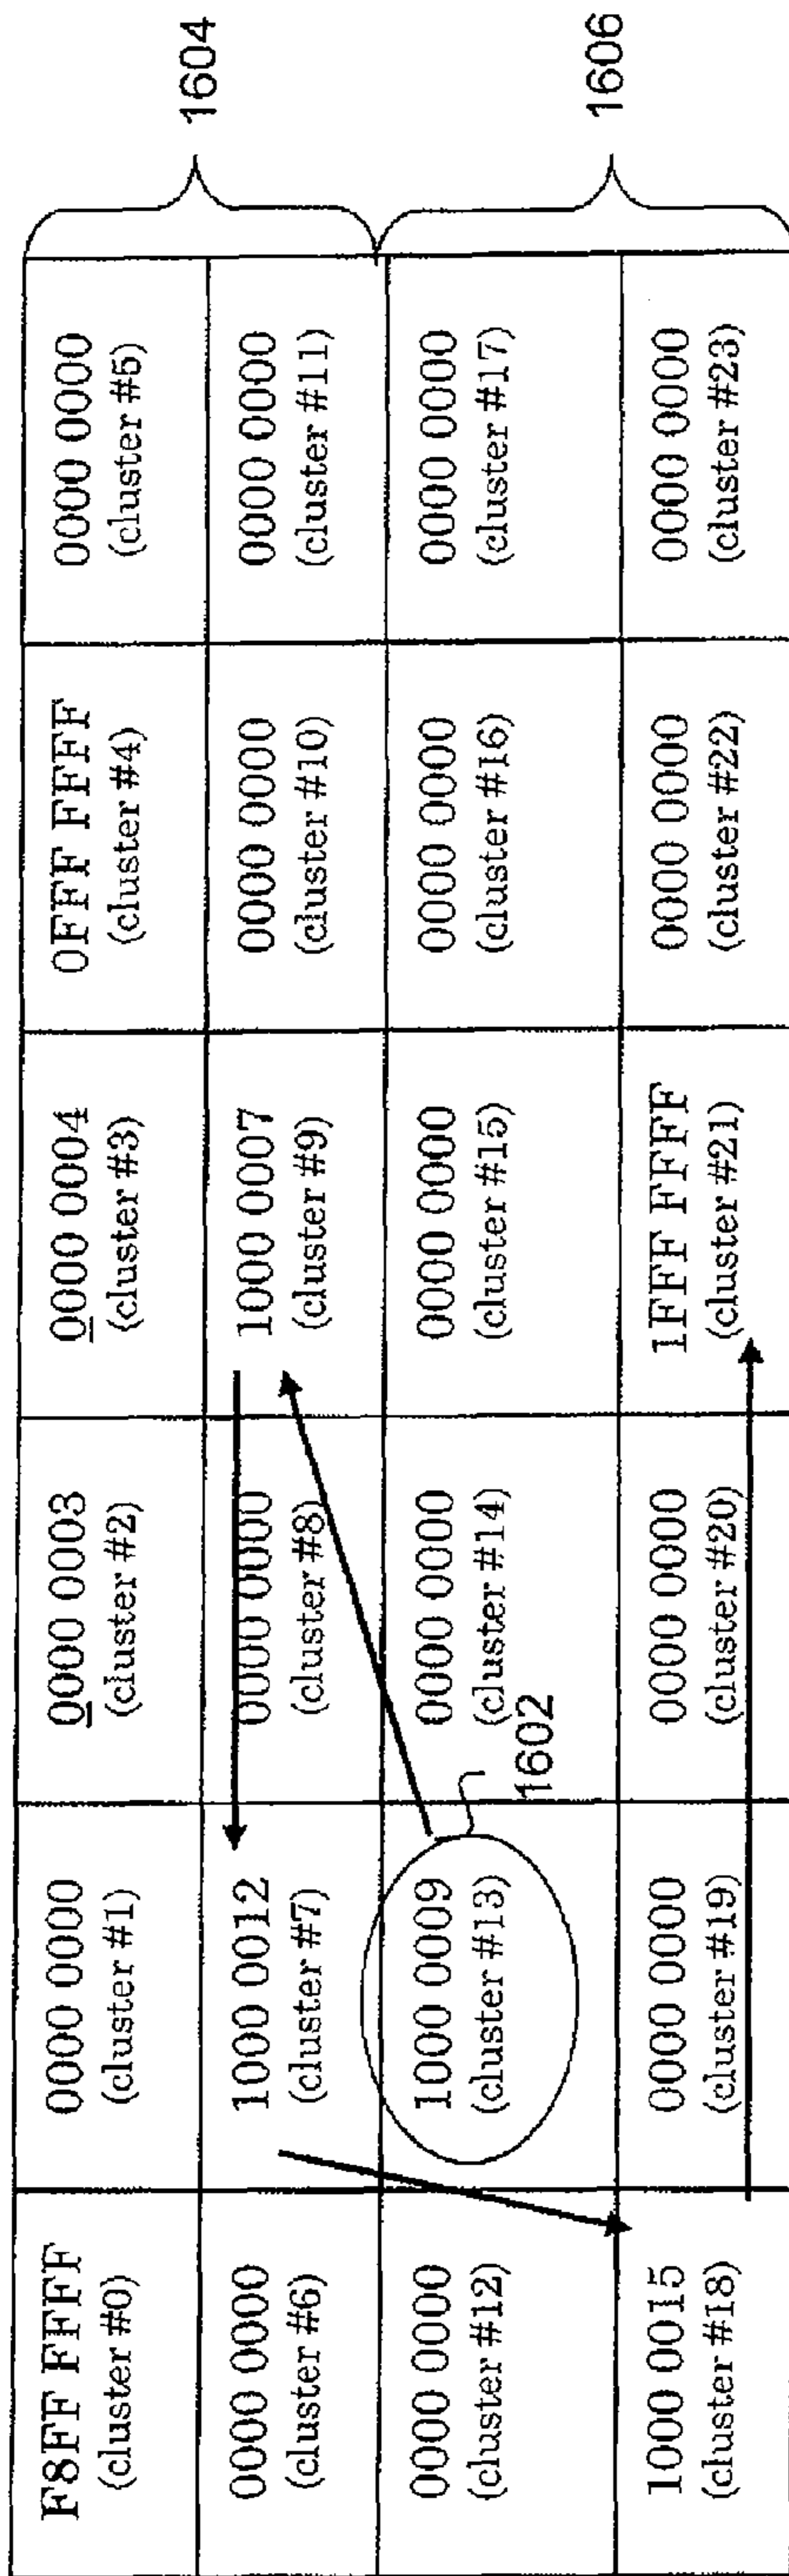 F8FF FFFF
(cluster #0)
0000 0000
(cluster #1)
0000 0003
(cluster #2)
0000 0004
(cluster #3)
0FFF FFFF
(cluster #4)
0000 0000
(cluster #5)
1604
0000 0000
(cluster #6)
1000 0012
(cluster #7)
0000 0000
(cluster #8)
1000 0007
(cluster #9)
0000 0000
(cluster #10)
0000 0000
(cluster #11)
0000 0000
(cluster #12)
1000 0009
(cluster #13)
1602
0000 0000
(cluster #14)
0000 0000
(cluster #15)
0000 0000
(cluster #16)
0000 0000
(cluster #17)
1606
1000 0015
(cluster #18)
0000 0000
(cluster #19)
0000 0000
(cluster #20)
1FFF FFFF
(cluster #21)
0000 0000
(cluster #22)
0000 0000
(cluster #23)